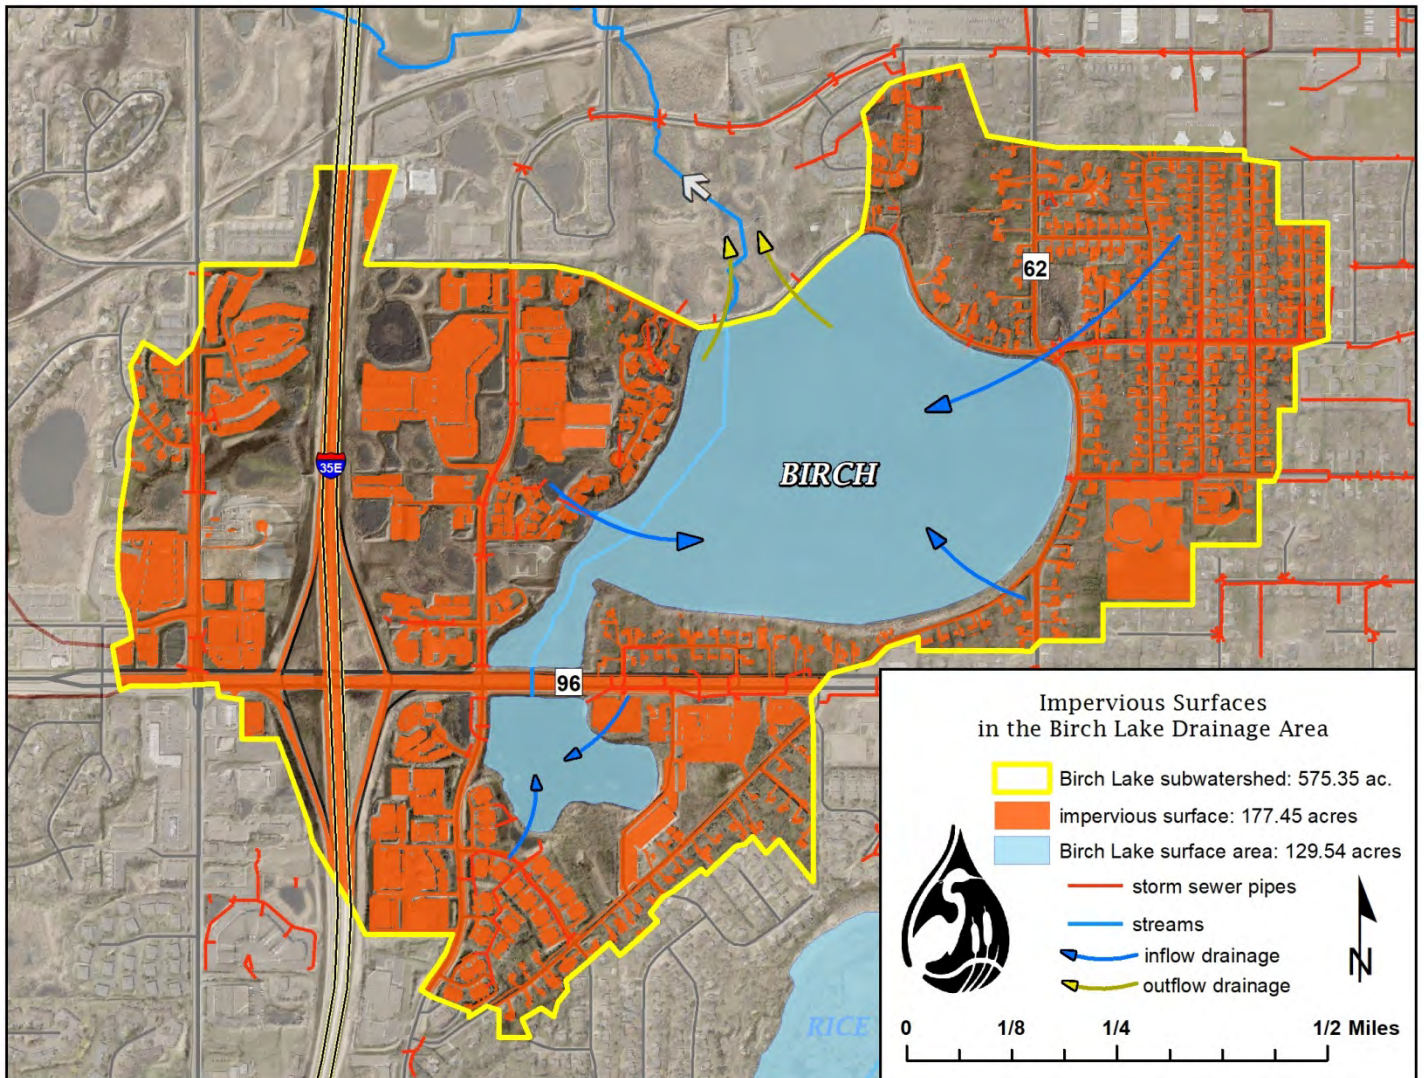 62
35E
BIRCH
96
Impervious Surfaces
in the Birch Lake Drainage Area
Birch Lake subwatershed: 575.35 ac.
impervious surface: 177.45 acres
Birch Lake surface area: 129.54 acres
storm sewer pipes
streams
inflow drainage
outflow drainage
N
RICE
0 1/8 1/4 1/2 Miles